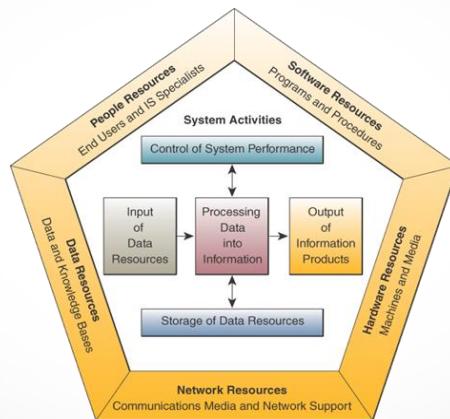 People Resources
End Users and IS Specialists
Software Resources
Programs and Procedures
System Activities
Control of System Performance
Input
of
Data
Resources
Processing
Data
into
Information
Output
of
Information
Products
Storage of Data Resources
Data Resources
Data and Knowledge Bases
Hardware Resources
Machines and Media
Network Resources
Communications Media and Network Support